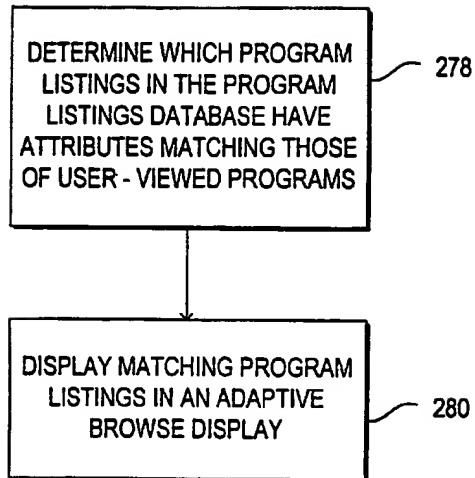 DETERMINE WHICH PROGRAM
LISTINGS IN THE PROGRAM
LISTINGS DATABASE HAVE
ATTRIBUTES MATCHING THOSE
OF USER - VIEWED PROGRAMS
278
DISPLAY MATCHING PROGRAM
LISTINGS IN AN ADAPTIVE
BROWSE DISPLAY
280